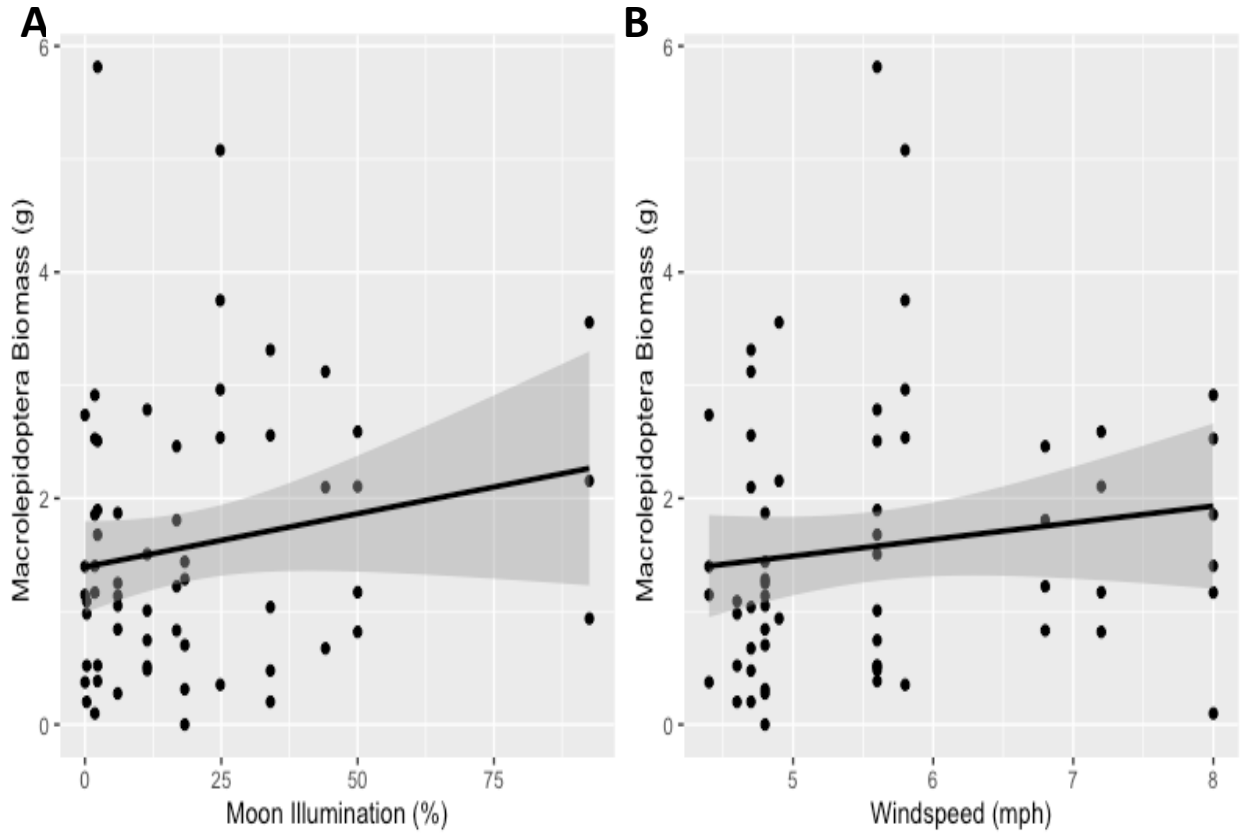 A
B
6
4
2
0
Macrolepidoptera Biomass (g)
0
25
50
75
Moon Illumination (%)
6
4
2
0
Macrolepidoptera Biomass (g)
5
6
7
8
Windspeed (mph)